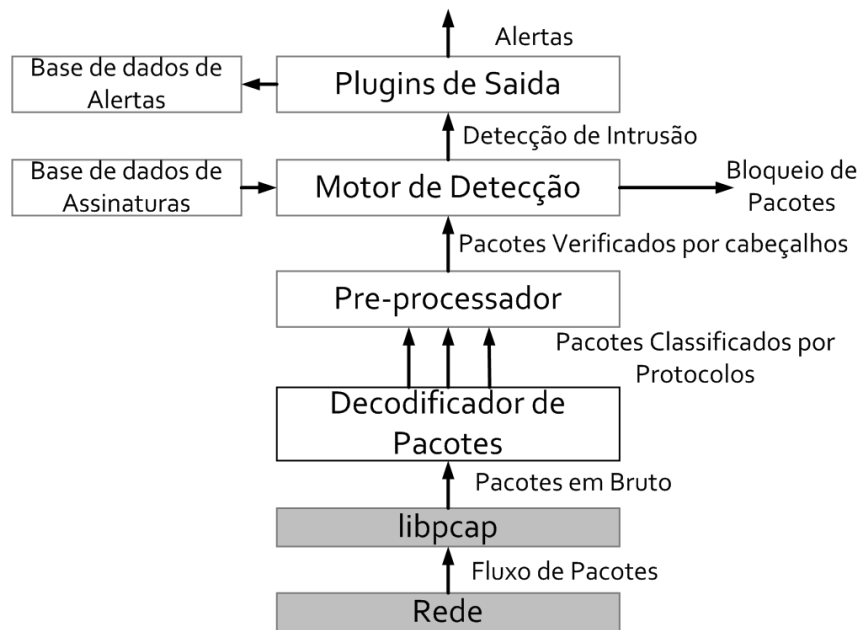 Alertas
Base de dados de
Alertas
Plugins de Saida
Detecção de Intrusão
Base de dados de
Assinaturas
Motor de Detecção
Bloqueio de
Pacotes
Pacotes Verificados por cabeçalhos
Pre-processador
Pacotes Classificados por
Protocolos
Decodificador de
Pacotes
Pacotes em Bruto
libpcap
Fluxo de Pacotes
Rede